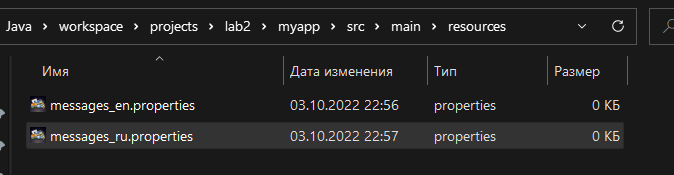 Java > workspace > projects > lab2 > myapp > src > main > resources
Имя Дата изменения Тип Размер
messages_en.properties 03.10.2022 22:56 properties 0 КБ
messages_ru.properties 03.10.2022 22:57 properties 0 КБ